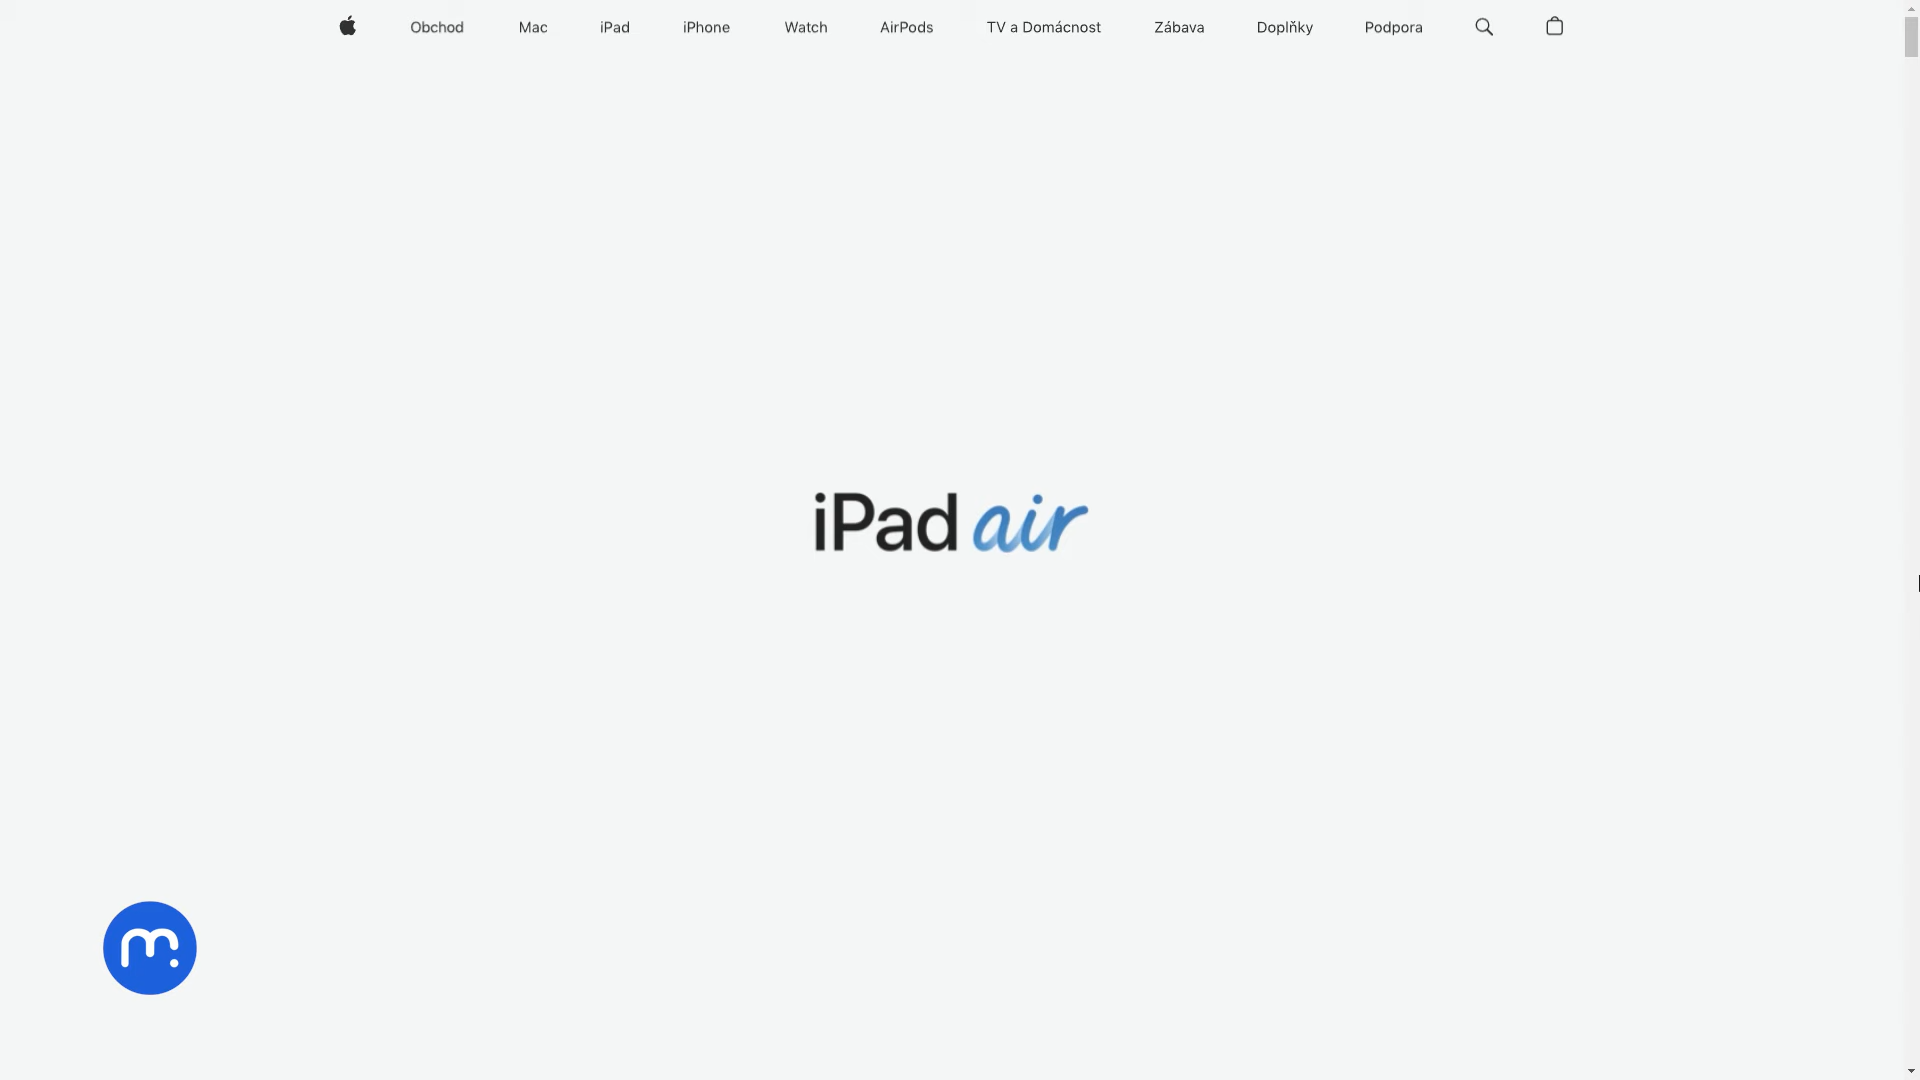 Obchod Mac iPad iPhone Watch AirPods TV a Domácnost Zábava Doplňky Podpora
iPad air
m.